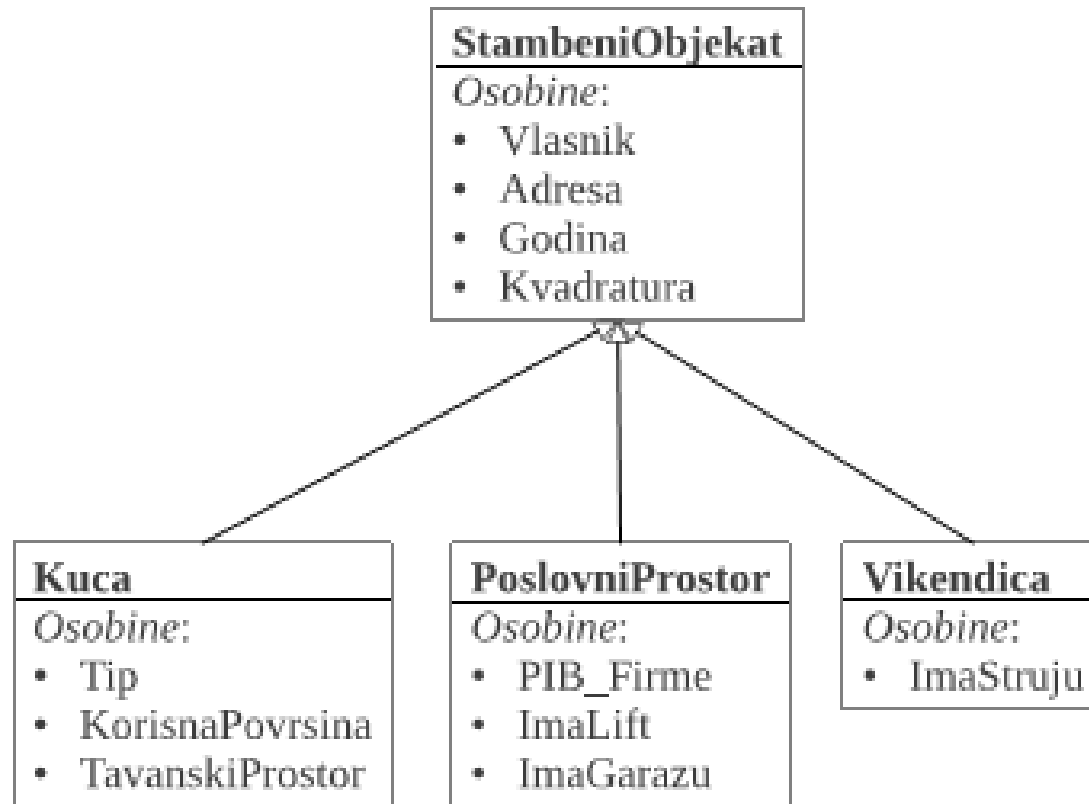 StambeniObjekat
Osobine:
• Vlasnik
• Adresa
• Godina
• Kvadratura
Kuca
Osobine:
• Tip
• KorisnaPovrsina
• TavanskiProstor
PoslovniProstor
Osobine:
• PIB_Firme
• ImaLift
• ImaGarazu
Vikendica
Osobine:
• ImaStruju